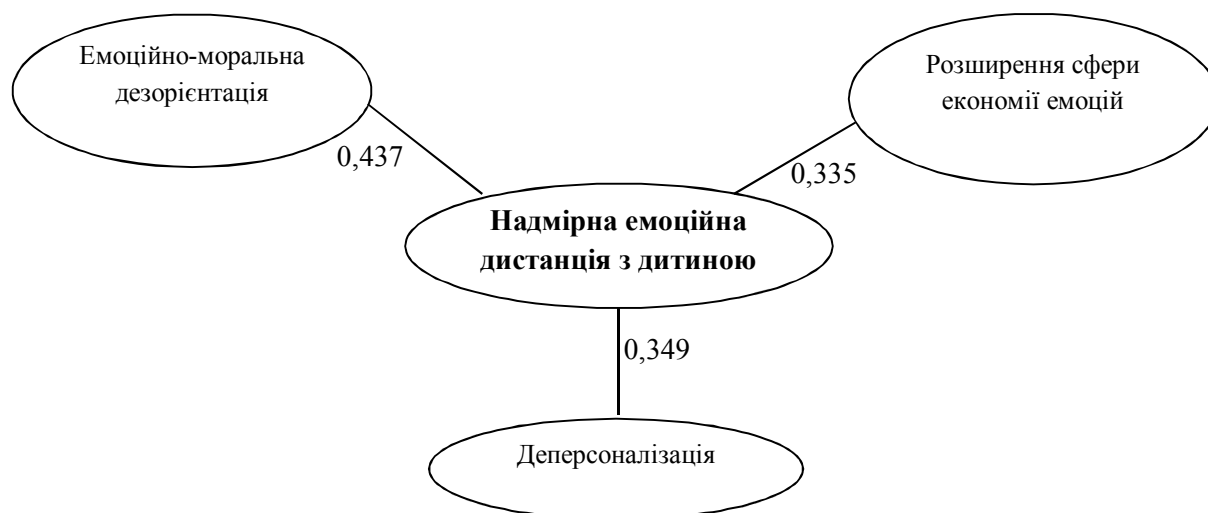 Емоційно-моральна
дезорієнтація
Розширення сфери
економії емоцій
0,437
0,335
Надмірна емоційна
дистанція з дитиною
0,349
Деперсоналізація